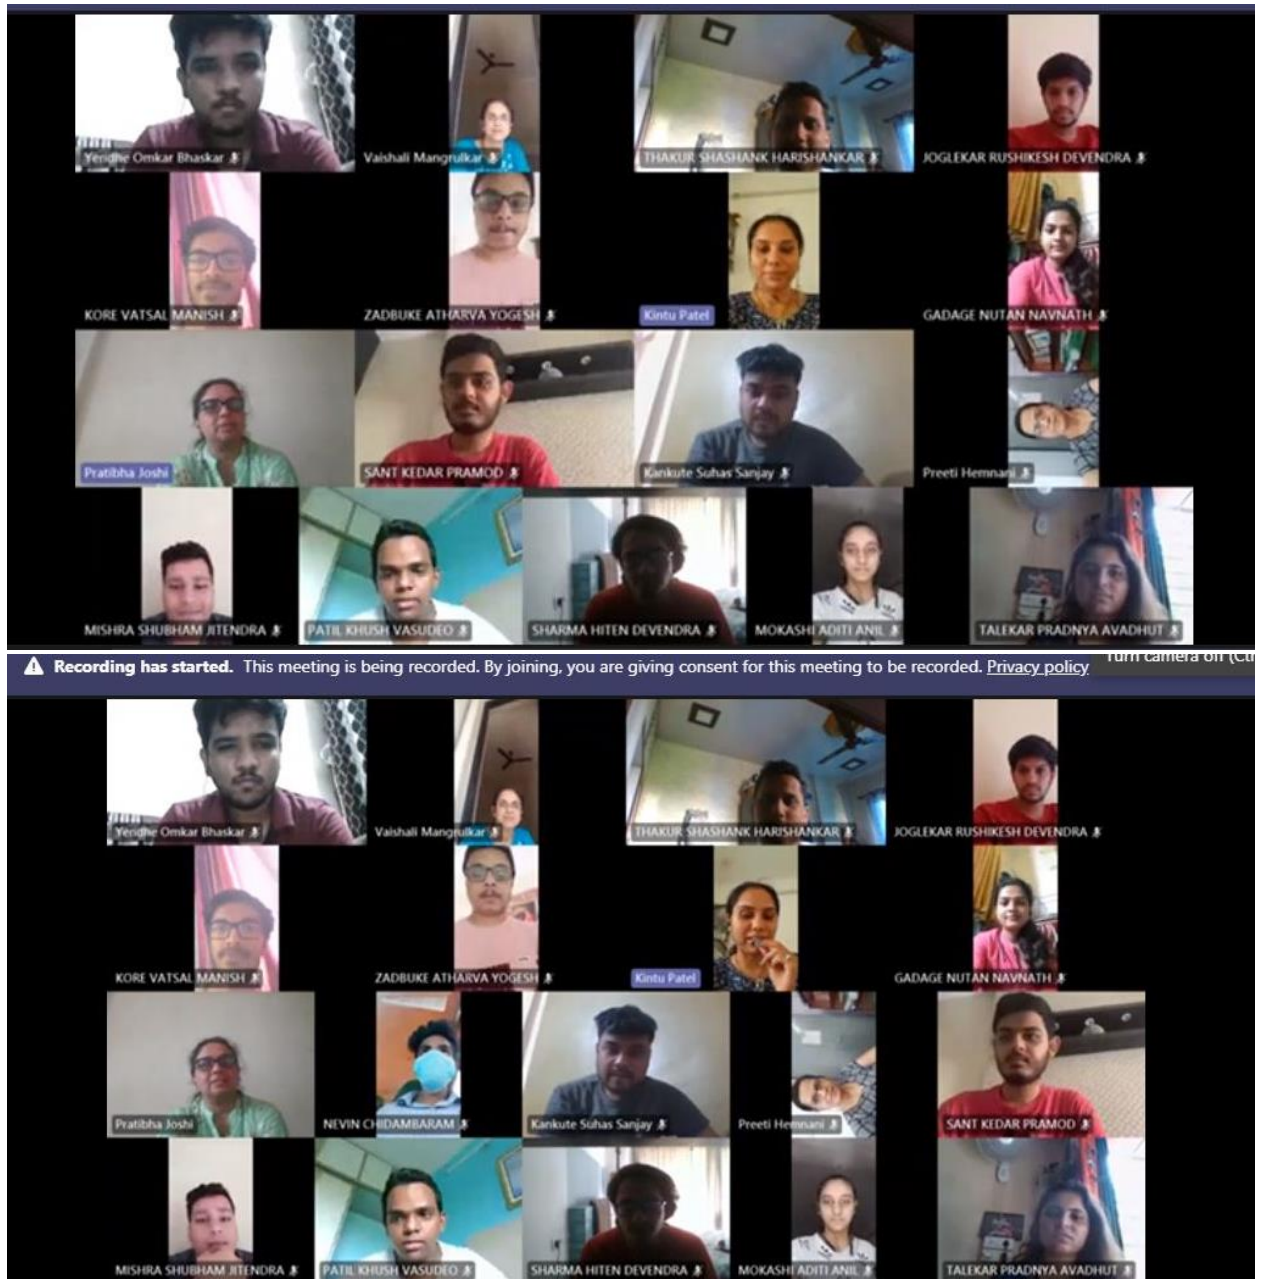 Yeridhe Omkar Bhaskar Vaishali Mangrulkar THAKUR SHASHANK HARISHANKAR JOGLEKAR RUSHIKESH DEVENDRA
KORE VATSAL MANISH ZADBUKE ATHARVA YOGESH Kintu Patel GADAGE NUTAN NAVNATH
Pratibha Joshi SANT KEDAR PRAMOD Kankute Suhas Sanjay Preeti Hemnani
MISHRA SHUBHAM JITENDRA PATIL KHUSH VASUDEO SHARMA HITEN DEVENDRA MOKASHI ADITI ANIL TALEKAR PRADNYA AVADHUT
Recording has started. This meeting is being recorded. By joining, you are giving consent for this meeting to be recorded. Privacy policy Turn camera off (Ctr
Yeridhe Omkar Bhaskar Vaishali Mangrulkar THAKUR SHASHANK HARISHANKAR JOGLEKAR RUSHIKESH DEVENDRA
KORE VATSAL MANISH ZADBUKE ATHARVA YOGESH Kintu Patel GADAGE NUTAN NAVNATH
Pratibha Joshi NEVIN CHIDAMBARAM Kankute Suhas Sanjay Preeti Hemnani SANT KEDAR PRAMOD
MISHRA SHUBHAM JITENDRA PATIL KHUSH VASUDEO SHARMA HITEN DEVENDRA MOKASHI ADITI ANIL TALEKAR PRADNYA AVADHUT